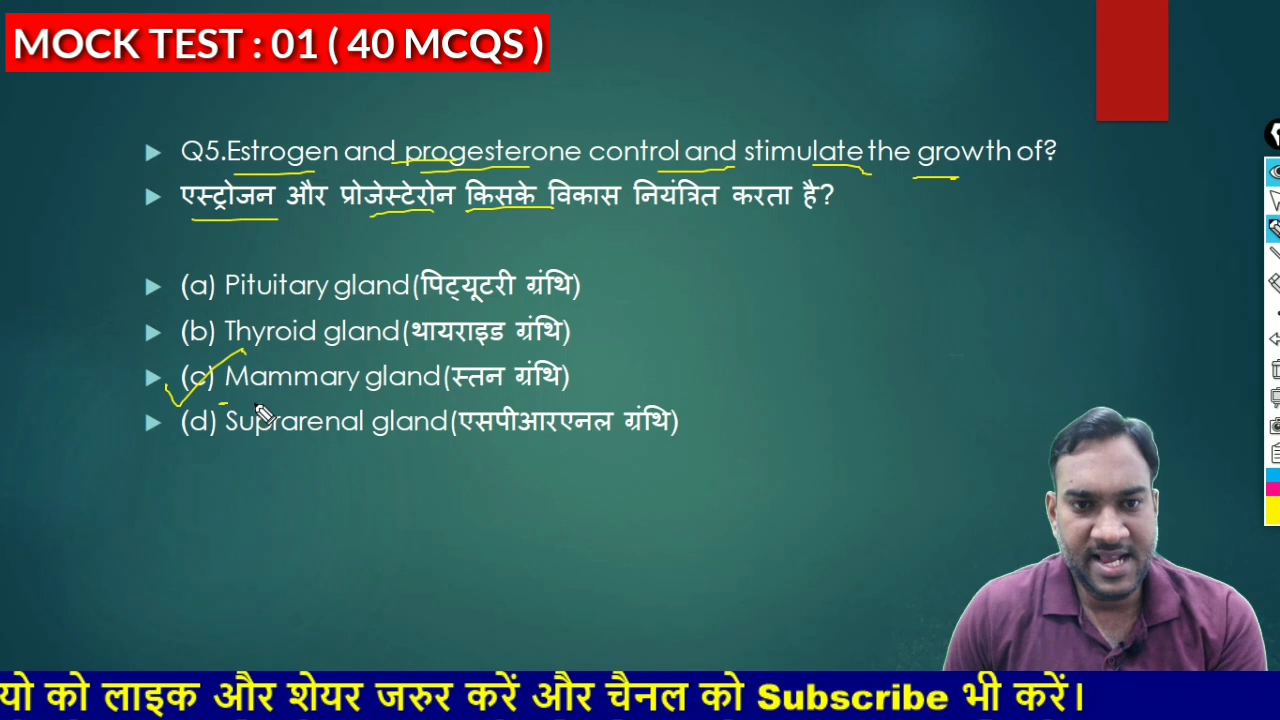 MOCK TEST : 01 ( 40 MCQS )
Q5.Estrogen and progesterone control and stimulate the growth of?
एस्ट्रोजन और प्रोजेस्टेरोन किसके विकास नियंत्रित करता है?
(a) Pituitary gland(पिट्यूटरी ग्रंथि)
(b) Thyroid gland(थायराइड ग्रंथि)
(c) Mammary gland(स्तन ग्रंथि)
(d) Suprarenal gland(एसपीआरएनल ग्रंथि)
यो को लाइक और शेयर जरुर करें और चैनल को Subscribe भी करें।